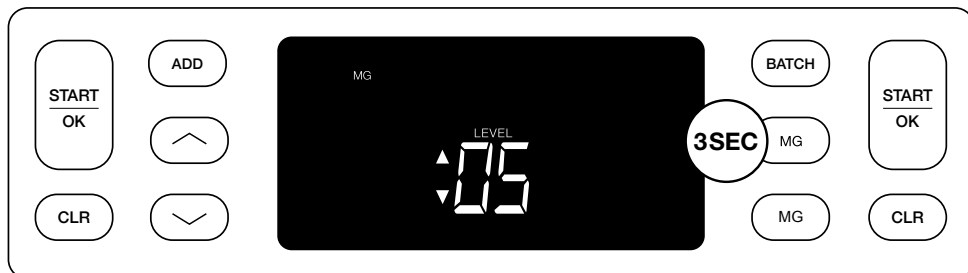 START
OK
CLR
ADD
MG
LEVEL
05
3SEC
BATCH
MG
MG
START
OK
CLR